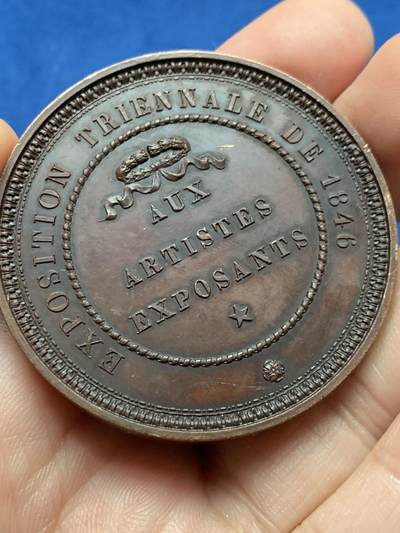 EXPOSITION TRIENNALE DE 1846
AUX
ARTISTES
EXPOSANTS